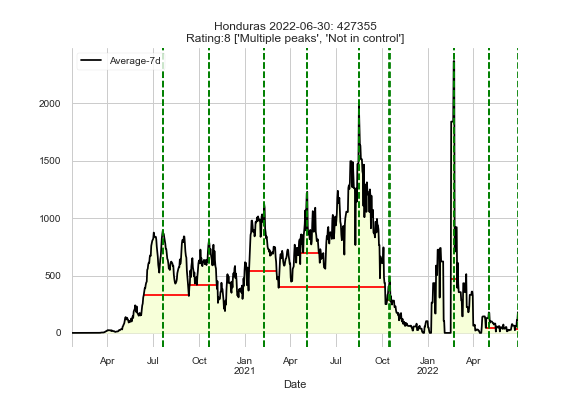 Honduras 2022-06-30: 427355
Rating:8 ['Multiple peaks', 'Not in control']
Average-7d
2000
1500
1000
500
0
Apr
Jul
Oct
Jan
2021
Apr
Jul
Oct
Jan
2022
Apr
Date